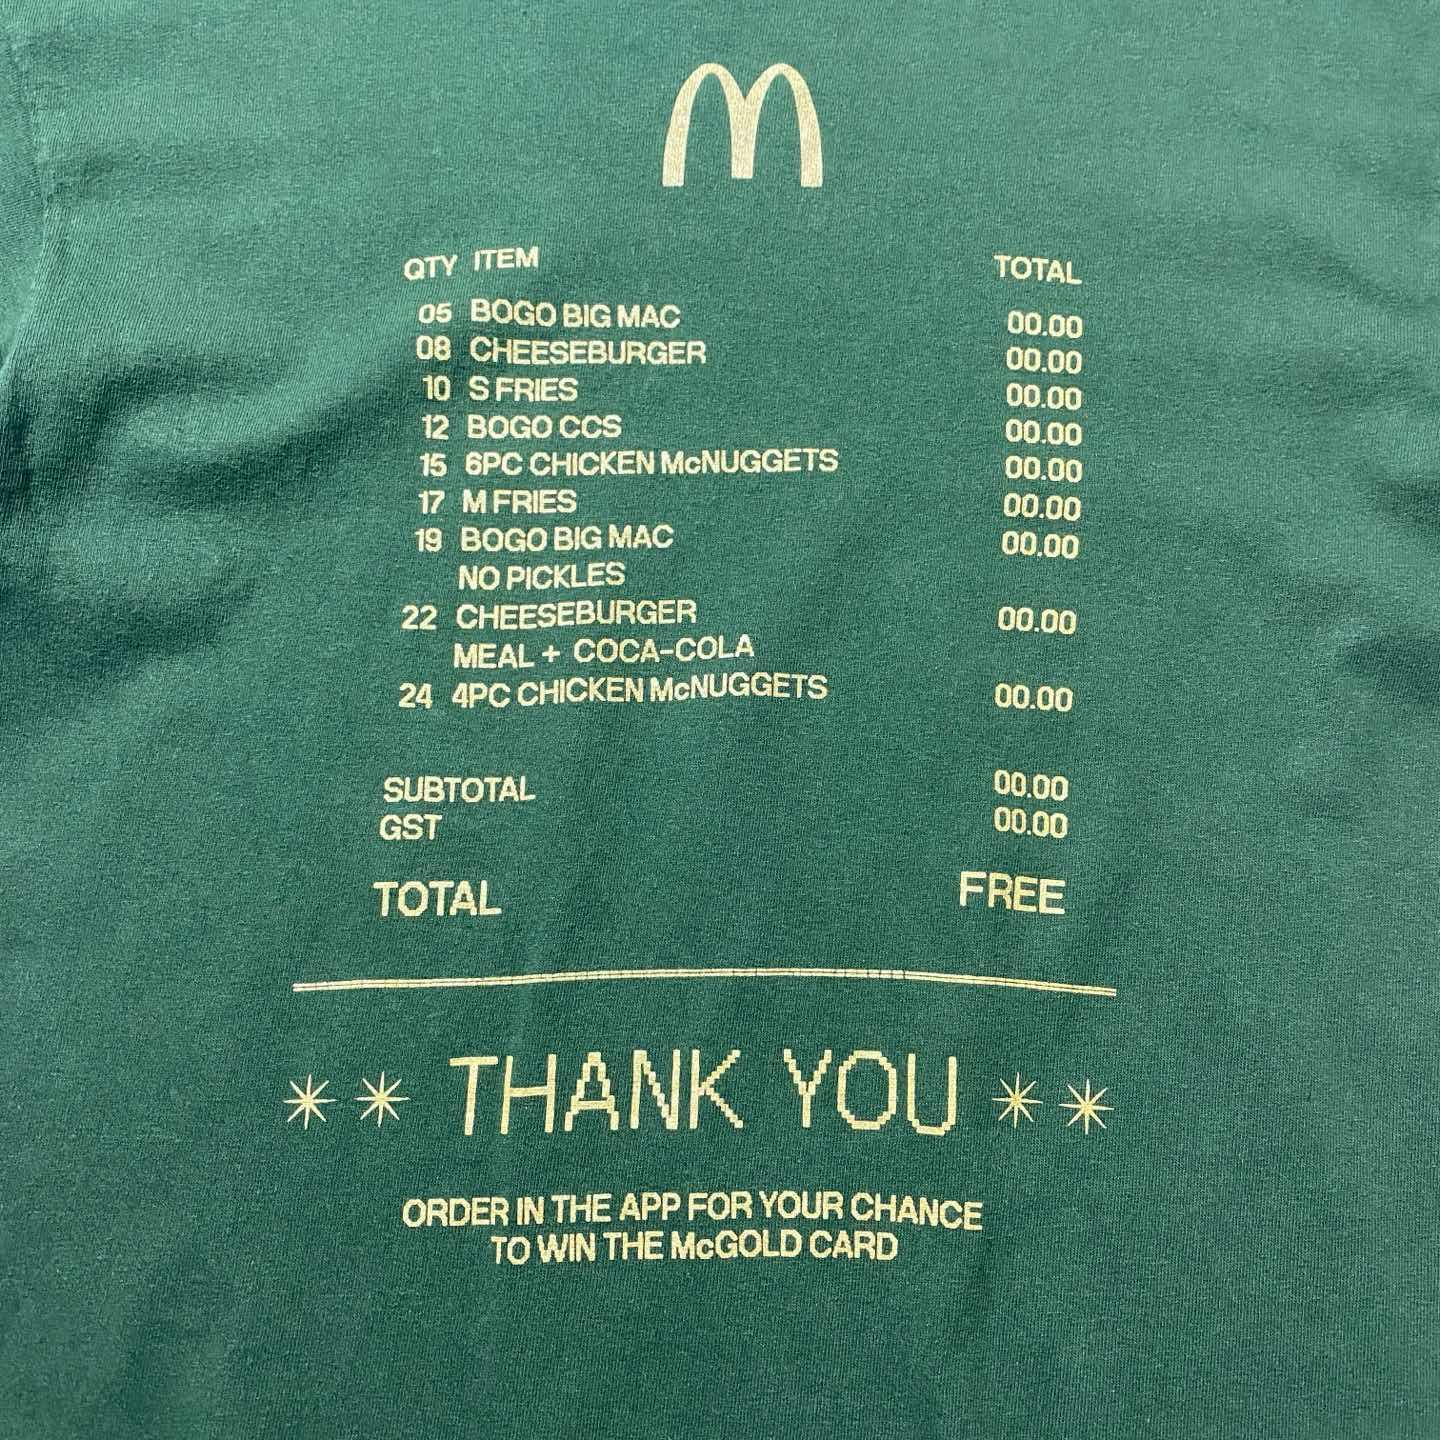 QTY ITEM TOTAL
05 BOGO BIG MAC 00.00
08 CHEESEBURGER 00.00
10 S FRIES 00.00
12 BOGO CCS 00.00
15 6PC CHICKEN McNUGGETS 00.00
17 M FRIES 00.00
19 BOGO BIG MAC 00.00
NO PICKLES
22 CHEESEBURGER 00.00
MEAL + COCA-COLA
24 4PC CHICKEN McNUGGETS 00.00
SUBTOTAL 00.00
GST 00.00
TOTAL FREE
THANK YOU
ORDER IN THE APP FOR YOUR CHANCE
TO WIN THE McGOLD CARD